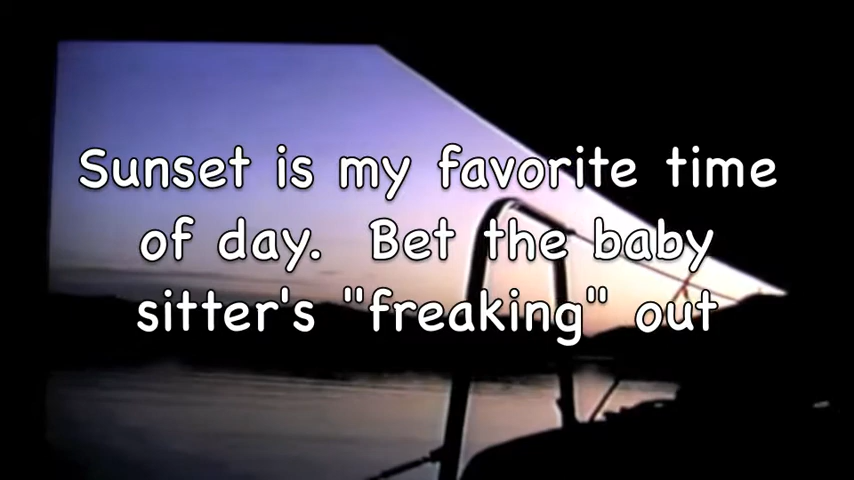 Sunset is my favorite time
of day.  Bet the baby
sitter's "freaking" out